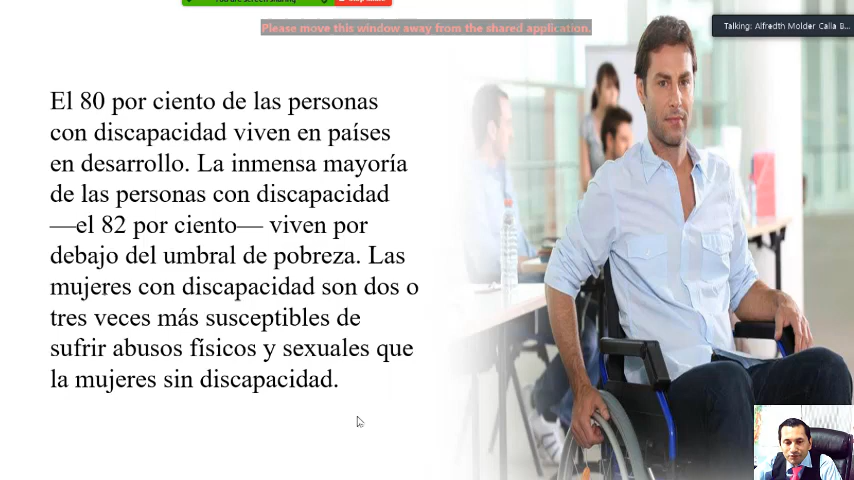 Please move this window away from the shared application.
Talking: Alfredth Molder Calla B...
El 80 por ciento de las personas
con discapacidad viven en países
en desarrollo. La inmensa mayoría
de las personas con discapacidad
—el 82 por ciento— viven por
debajo del umbral de pobreza. Las
mujeres con discapacidad son dos o
tres veces más susceptibles de
sufrir abusos físicos y sexuales que
la mujeres sin discapacidad.